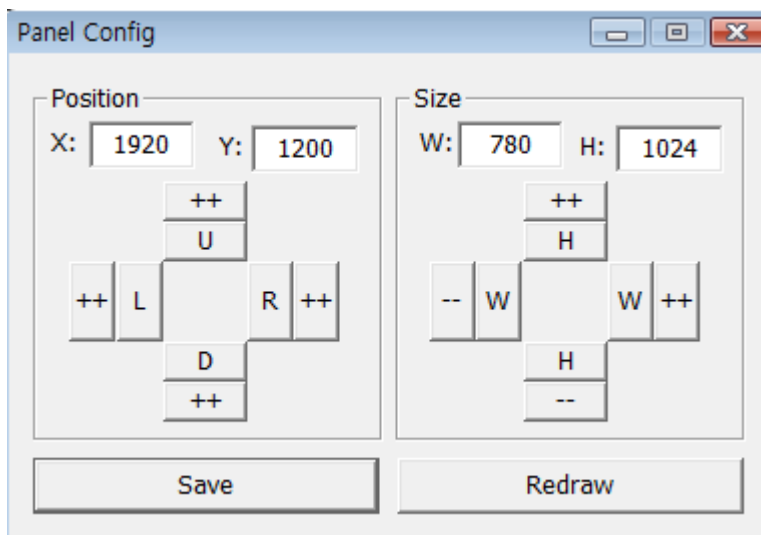 Panel Config
Position
Size
X: 1920 Y: 1200
W: 780 H: 1024
++
++
U
H
++ L R ++
-- W W ++
D
H
++
--
Save
Redraw